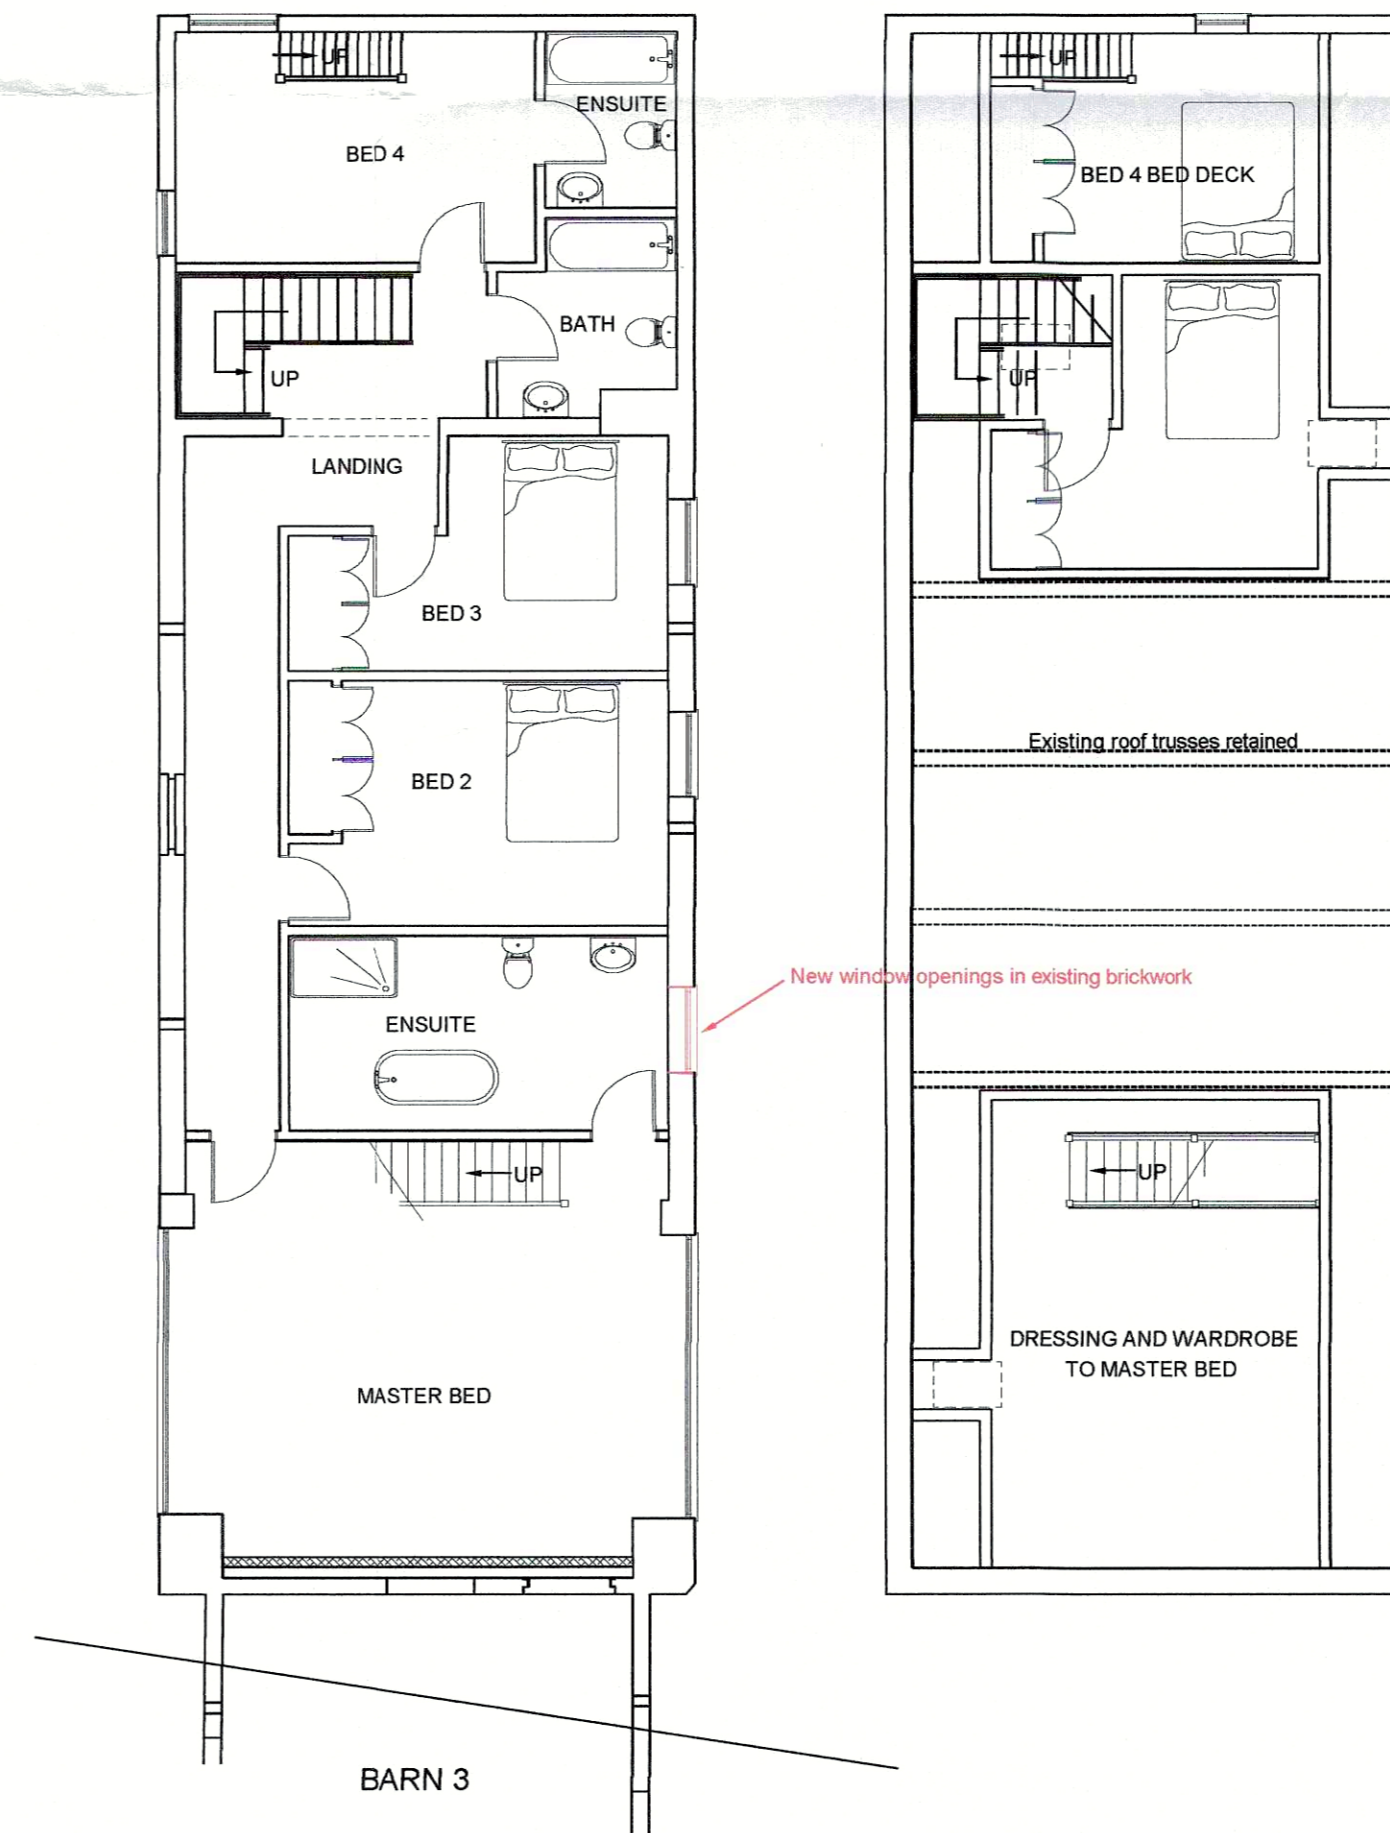 UP
ENSUITE
BED 4
BATH
UP
LANDING
BED 3
BED 2
New window openings in existing brickwork
ENSUITE
UP
MASTER BED
BARN 3
UP
BED 4 BED DECK
UP
Existing roof trusses retained
UP
DRESSING AND WARDROBE
TO MASTER BED